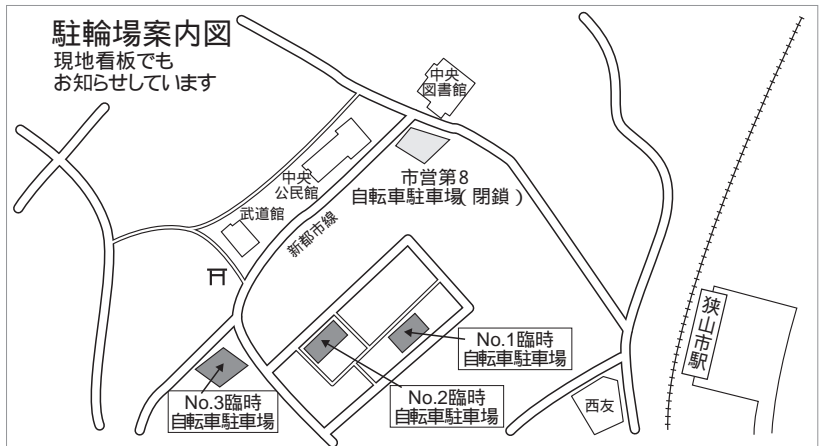 駐輪場案内図
現地看板でも
お知らせしています
中央
図書館
市営第8
自転車駐車場(閉鎖)
中央
公民館
武道館
新都市線
狭山市駅
No.1臨時
自転車駐車場
No.2臨時
自転車駐車場
No.3臨時
自転車駐車場
西友